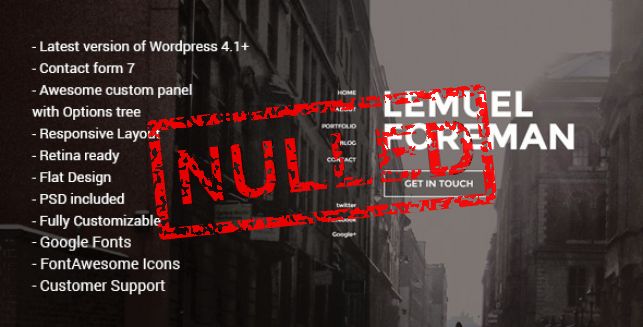 - Latest version of Wordpress 4.1+
- Contact form 7
- Awesome custom panel
with Options tree
- Responsive Layout
- Retina ready
- Flat Design
- PSD included
- Fully Customizable
- Google Fonts
- FontAwesome Icons
- Customer Support
HOME
ABOUT
PORTFOLIO
BLOG
CONTACT
twitter
Google+
LEMUEL
FOREMAN
GET IN TOUCH
NULLED